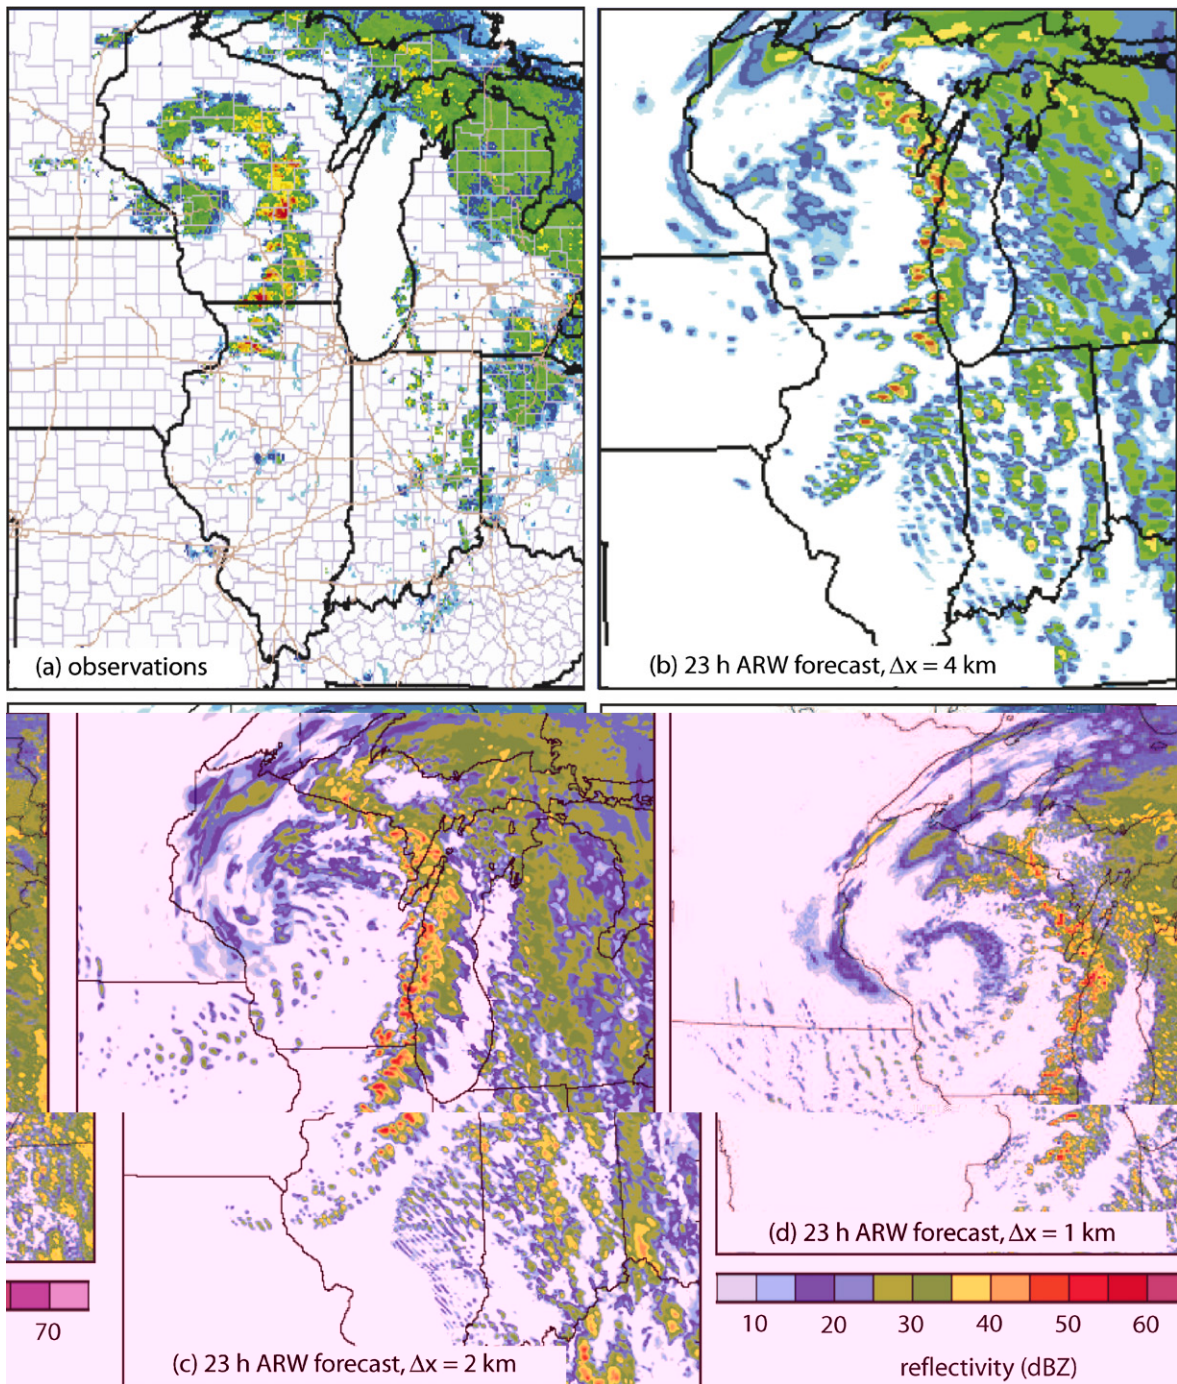 (a) observations
(b) 23 h ARW forecast, Δx = 4 km
(d) 23 h ARW forecast, Δx = 1 km
70
10 20 30 40 50 60
(c) 23 h ARW forecast, Δx = 2 km
reflectivity (dBZ)